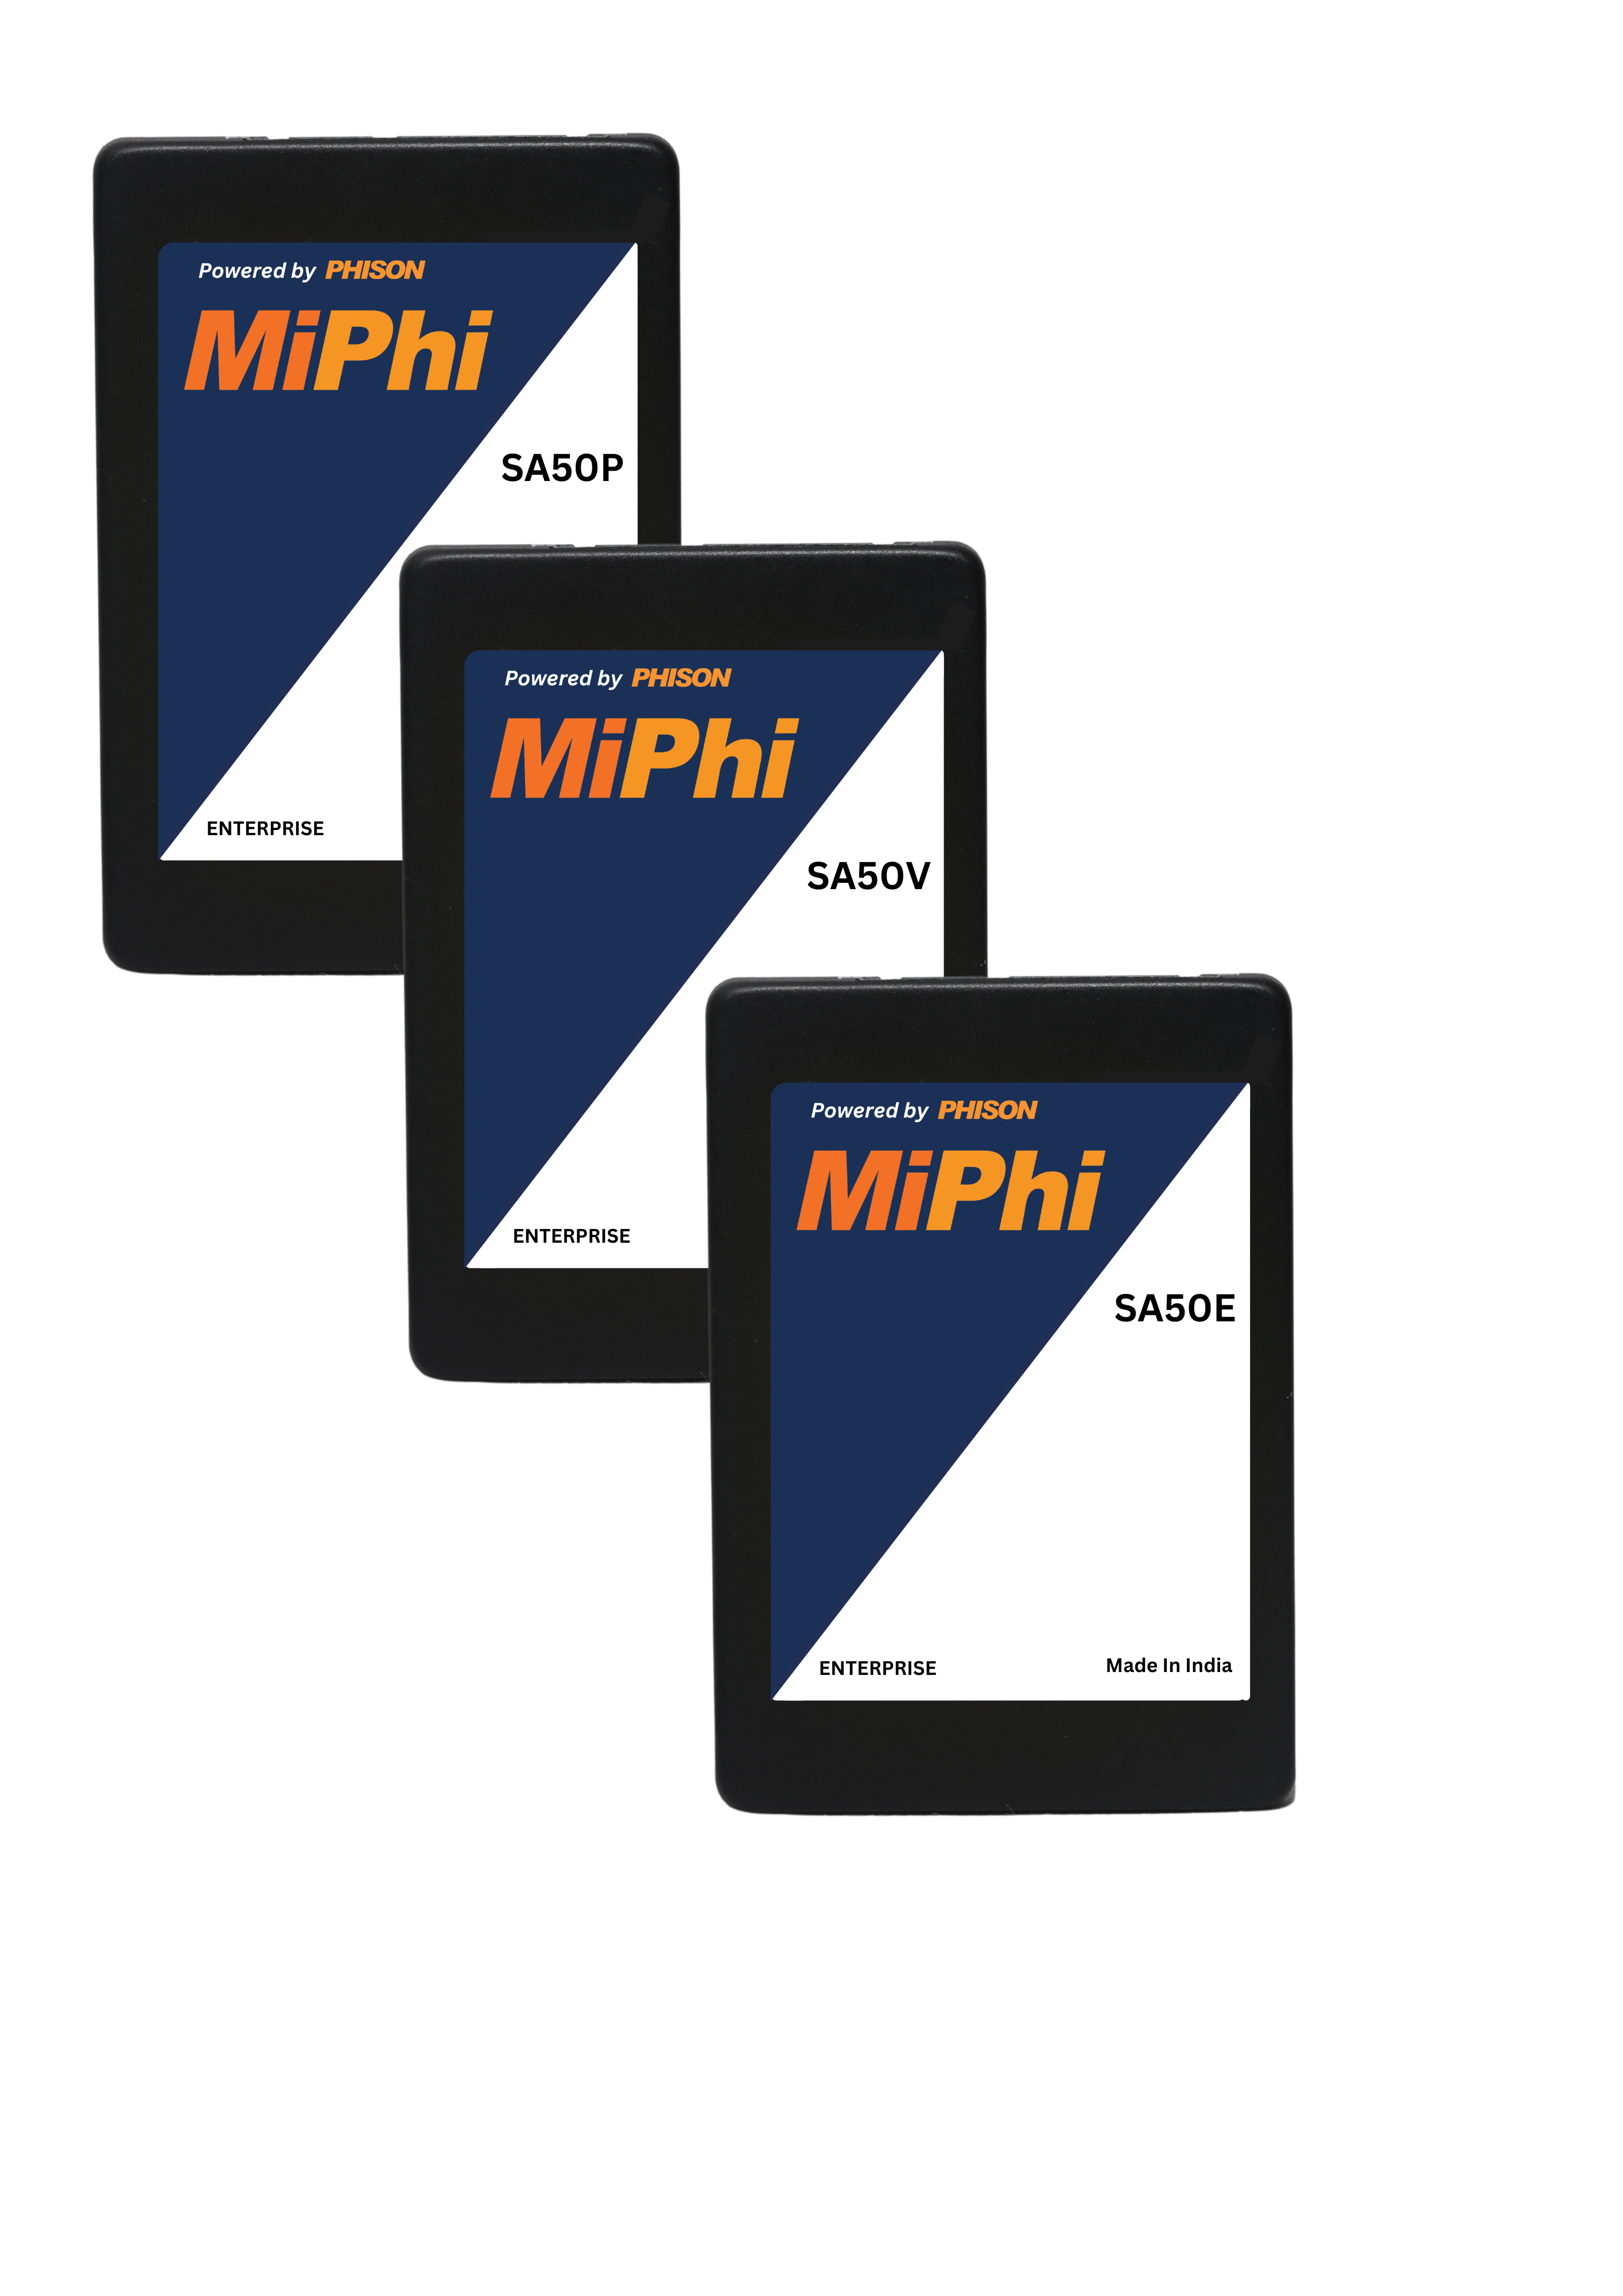 Powered by PHISON
MiPhi
SA50P
ENTERPRISE
Powered by PHISON
MiPhi
SA50V
ENTERPRISE
Powered by PHISON
MiPhi
SA50E
ENTERPRISE Made In India